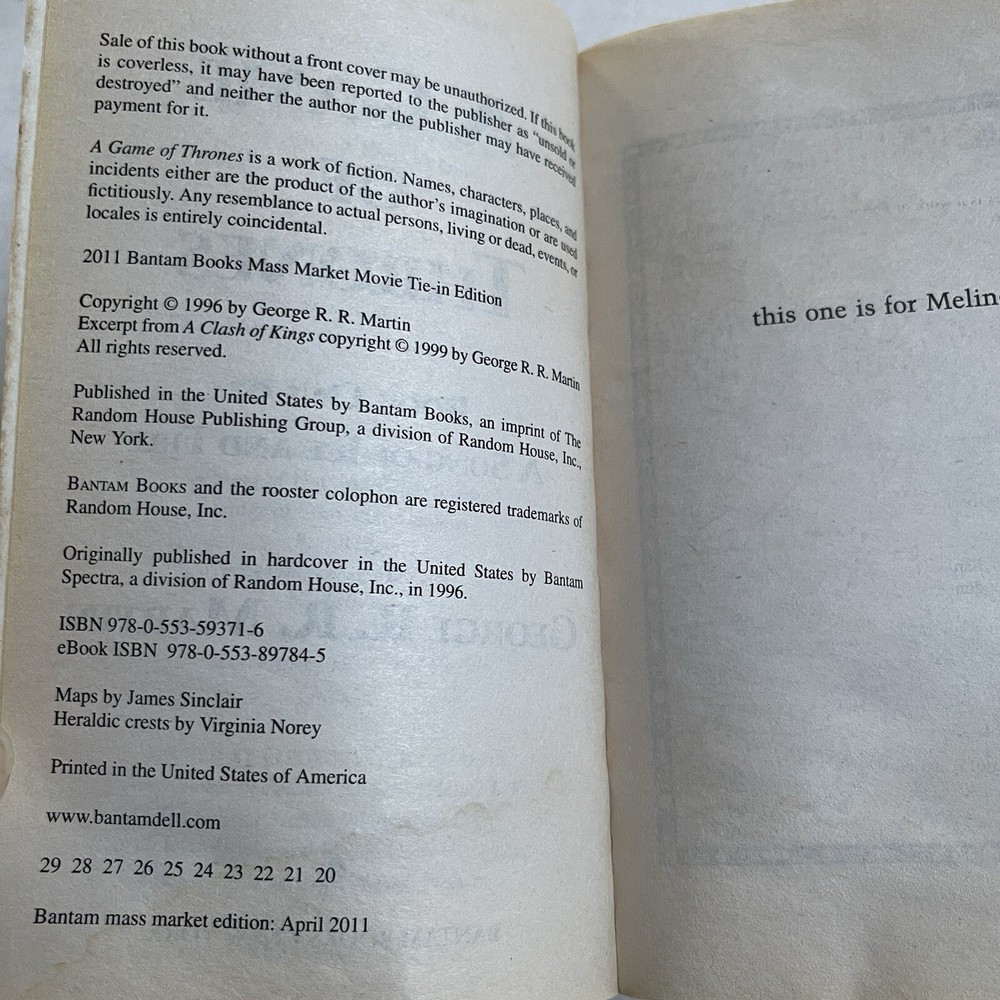 Sale of this book without a front cover may be unauthorized. If this book
is coverless, it may have been reported to the publisher as “unsold or
destroyed” and neither the author nor the publisher may have received
payment for it.
A Game of Thrones is a work of fiction. Names, characters, places, and
incidents either are the product of the author’s imagination or are used
fictitiously. Any resemblance to actual persons, living or dead, events, or
locales is entirely coincidental.
2011 Bantam Books Mass Market Movie Tie-in Edition
Copyright © 1996 by George R. R. Martin
Excerpt from A Clash of Kings copyright © 1999 by George R. R. Martin
All rights reserved.
Published in the United States by Bantam Books, an imprint of The
Random House Publishing Group, a division of Random House, Inc.,
New York.
BANTAM BOOKS and the rooster colophon are registered trademarks of
Random House, Inc.
Originally published in hardcover in the United States by Bantam
Spectra, a division of Random House, Inc., in 1996.
ISBN 978-0-553-59371-6
eBook ISBN 978-0-553-89784-5
Maps by James Sinclair
Heraldic crests by Virginia Norey
Printed in the United States of America
www.bantamdell.com
29 28 27 26 25 24 23 22 21 20
Bantam mass market edition: April 2011
this one is for Melin